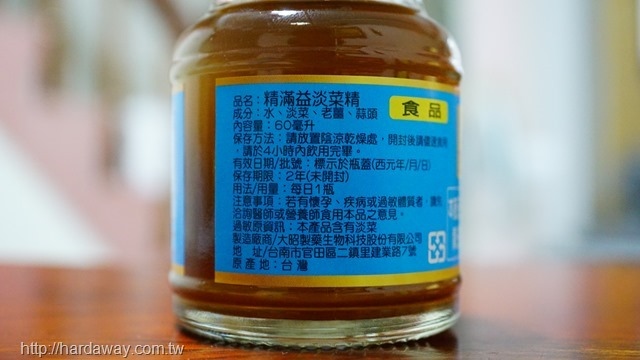 品名：精滿益淡菜精
食品
成分：水、淡菜、老薑、蒜頭
內容量：60毫升
保存方法：請放置陰涼乾燥處，開封後請
，請於4小時內飲用完畢。
有效日期/批號：標示於瓶蓋(西元年/月/日)
保存期限：2年(未開封)
用法/用量：每日1瓶
注意事項：若有懷孕、疾病或過敏體質者，請先
洽詢醫師或營養師食用本品之意見。
過敏原資訊：本產品含有淡菜
製造廠商/大昭製藥生物科技股份有限公司
地 址/台南市官田區二鎮里建業路7號
原產地：台灣
http://hardaway.com.tw